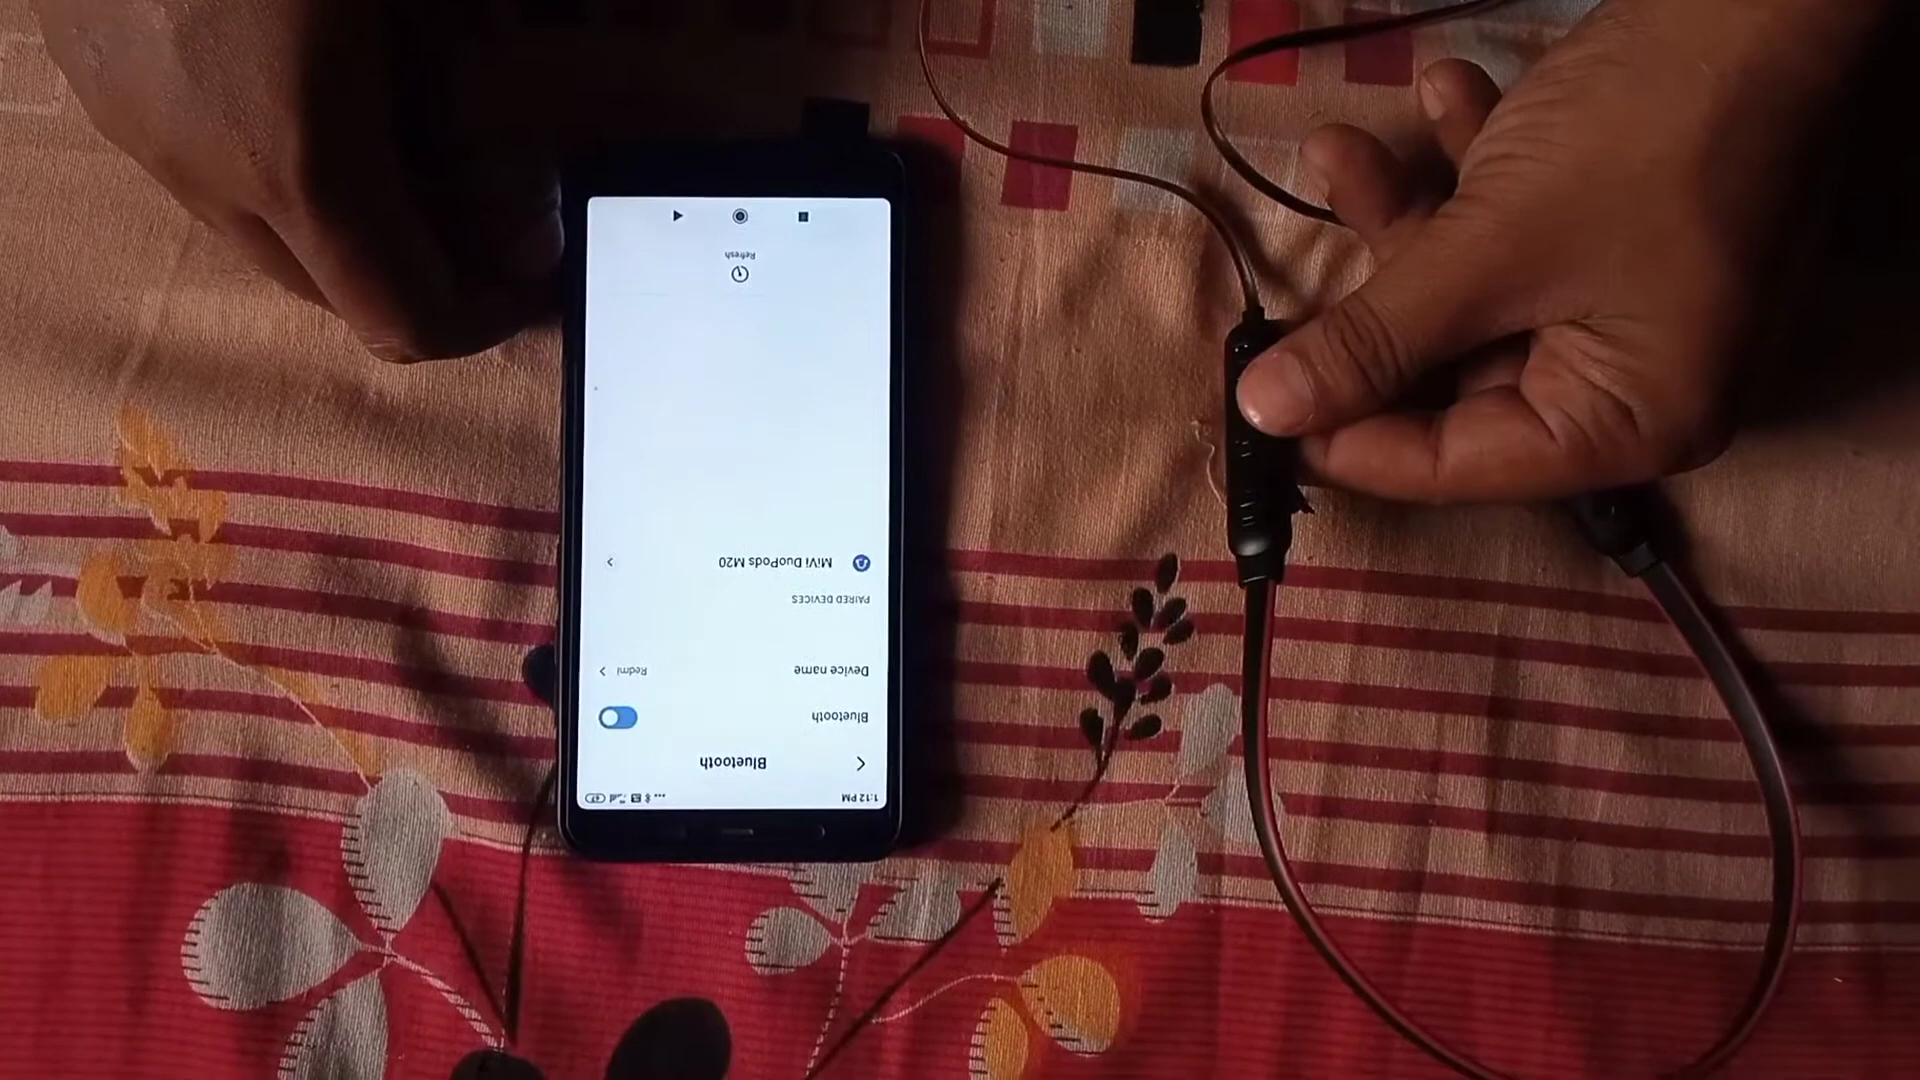 1:12 PM
Bluetooth
Bluetooth
Device name Redmi
PAIRED DEVICES
MiVi DuoPods M20
Refresh